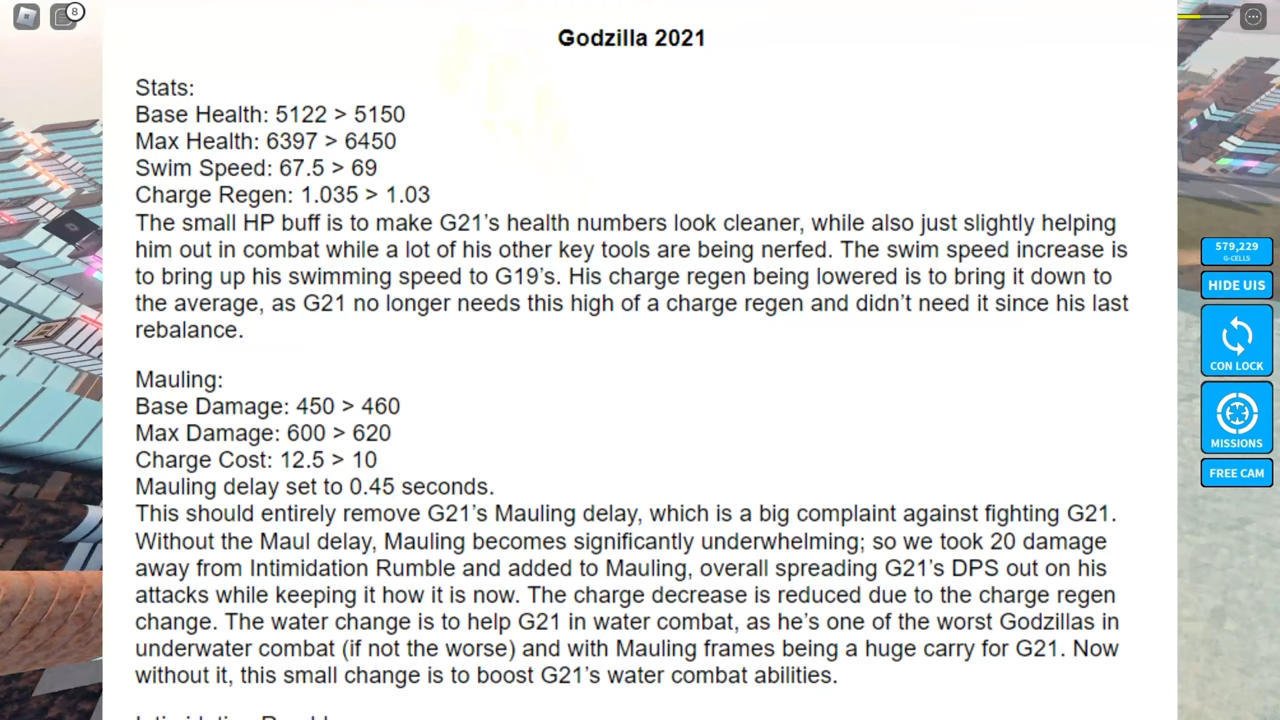 8
Godzilla 2021
Stats:
Base Health: 5122 > 5150
Max Health: 6397 > 6450
Swim Speed: 67.5 > 69
Charge Regen: 1.035 > 1.03
The small HP buff is to make G21’s health numbers look cleaner, while also just slightly helping
him out in combat while a lot of his other key tools are being nerfed. The swim speed increase is
to bring up his swimming speed to G19’s. His charge regen being lowered is to bring it down to
the average, as G21 no longer needs this high of a charge regen and didn’t need it since his last
rebalance.
Mauling:
Base Damage: 450 > 460
Max Damage: 600 > 620
Charge Cost: 12.5 > 10
Mauling delay set to 0.45 seconds.
This should entirely remove G21’s Mauling delay, which is a big complaint against fighting G21.
Without the Maul delay, Mauling becomes significantly underwhelming; so we took 20 damage
away from Intimidation Rumble and added to Mauling, overall spreading G21’s DPS out on his
attacks while keeping it how it is now. The charge decrease is reduced due to the charge regen
change. The water change is to help G21 in water combat, as he’s one of the worst Godzillas in
underwater combat (if not the worse) and with Mauling frames being a huge carry for G21. Now
without it, this small change is to boost G21’s water combat abilities.
579,229
G-CELLS
HIDE UIS
CON LOCK
MISSIONS
FREE CAM